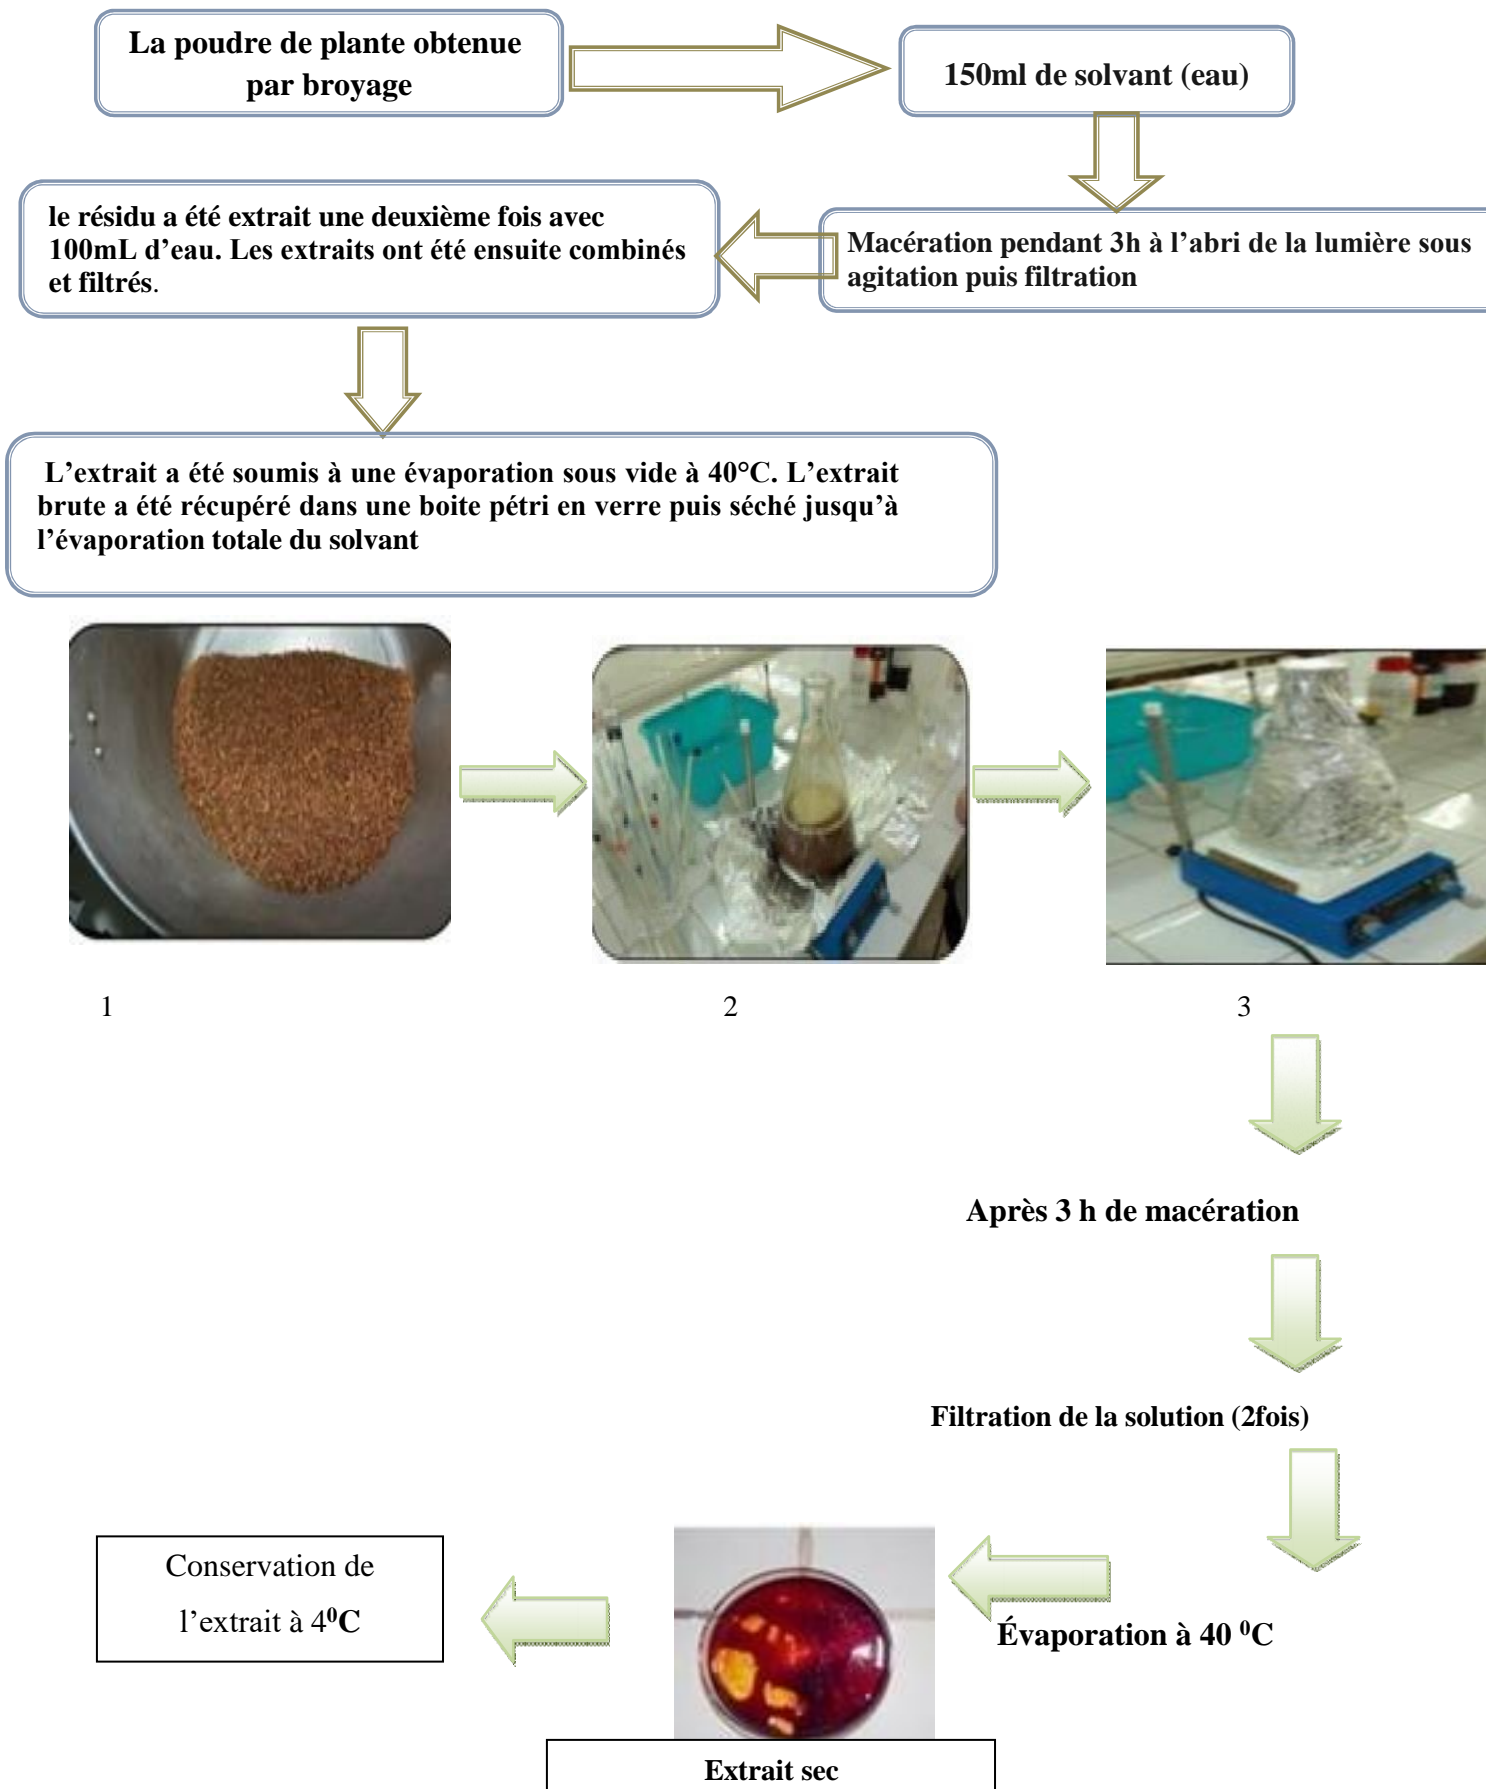 La poudre de plante obtenue
par broyage
150ml de solvant (eau)
le résidu a été extrait une deuxième fois avec
100mL d’eau. Les extraits ont été ensuite combinés
et filtrés.
Macération pendant 3h à l’abri de la lumière sous
agitation puis filtration
L’extrait a été soumis à une évaporation sous vide à 40°C. L’extrait
brute a été récupéré dans une boite pétri en verre puis séché jusqu’à
l’évaporation totale du solvant
1
2
3
Après 3 h de macération
Filtration de la solution (2fois)
Évaporation à 40 ⁰C
Conservation de
l’extrait à 4⁰C
Extrait sec